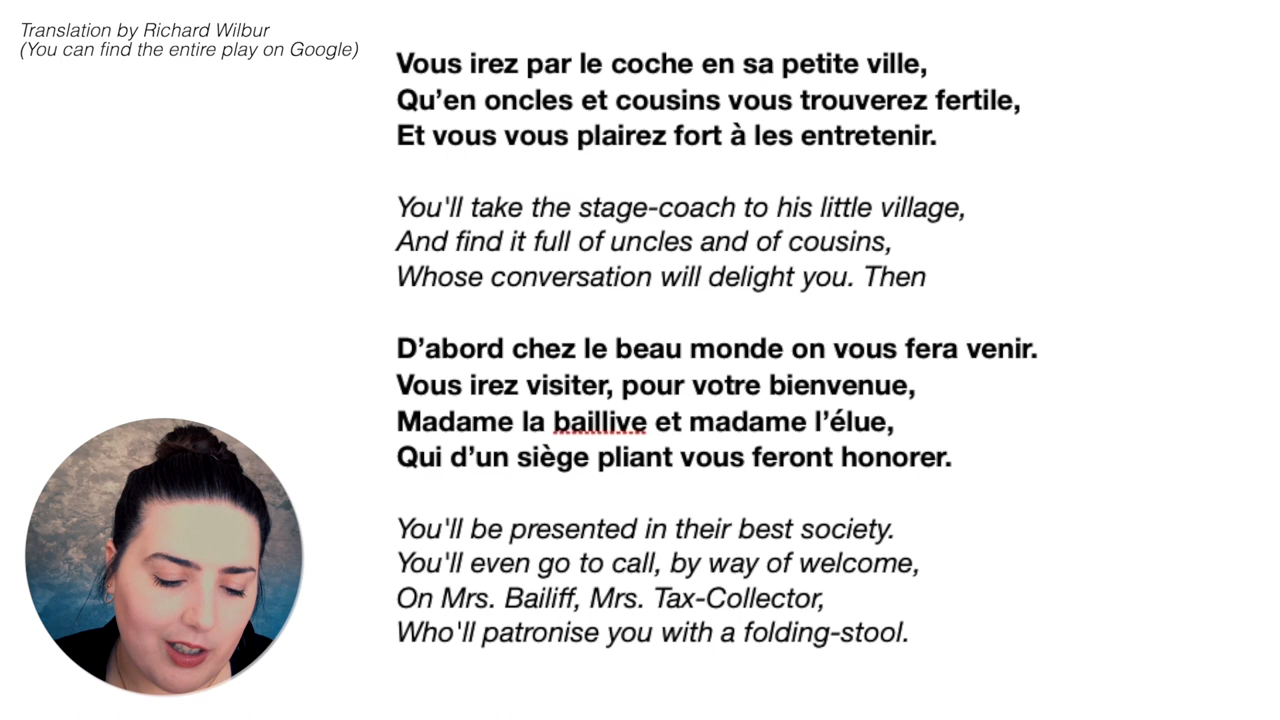 Translation by Richard Wilbur
(You can find the entire play on Google)
Vous irez par le coche en sa petite ville,
Qu’en oncles et cousins vous trouverez fertile,
Et vous vous plairez fort à les entretenir.
You'll take the stage-coach to his little village,
And find it full of uncles and of cousins,
Whose conversation will delight you. Then
D’abord chez le beau monde on vous fera venir.
Vous irez visiter, pour votre bienvenue,
Madame la baillive et madame l’élue,
Qui d’un siège pliant vous feront honorer.
You'll be presented in their best society.
You'll even go to call, by way of welcome,
On Mrs. Bailiff, Mrs. Tax-Collector,
Who'll patronise you with a folding-stool.